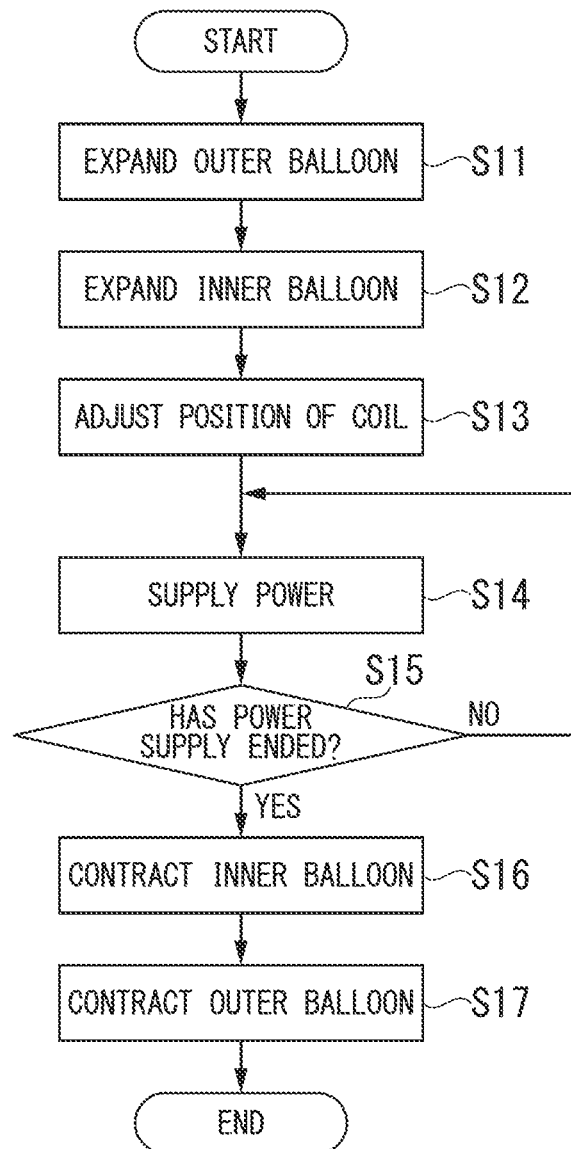 START
EXPAND OUTER BALLOON
S11
EXPAND INNER BALLOON
S12
ADJUST POSITION OF COIL
S13
SUPPLY POWER
S14
S15
HAS POWER
SUPPLY ENDED?
NO
YES
CONTRACT INNER BALLOON
S16
CONTRACT OUTER BALLOON
S17
END